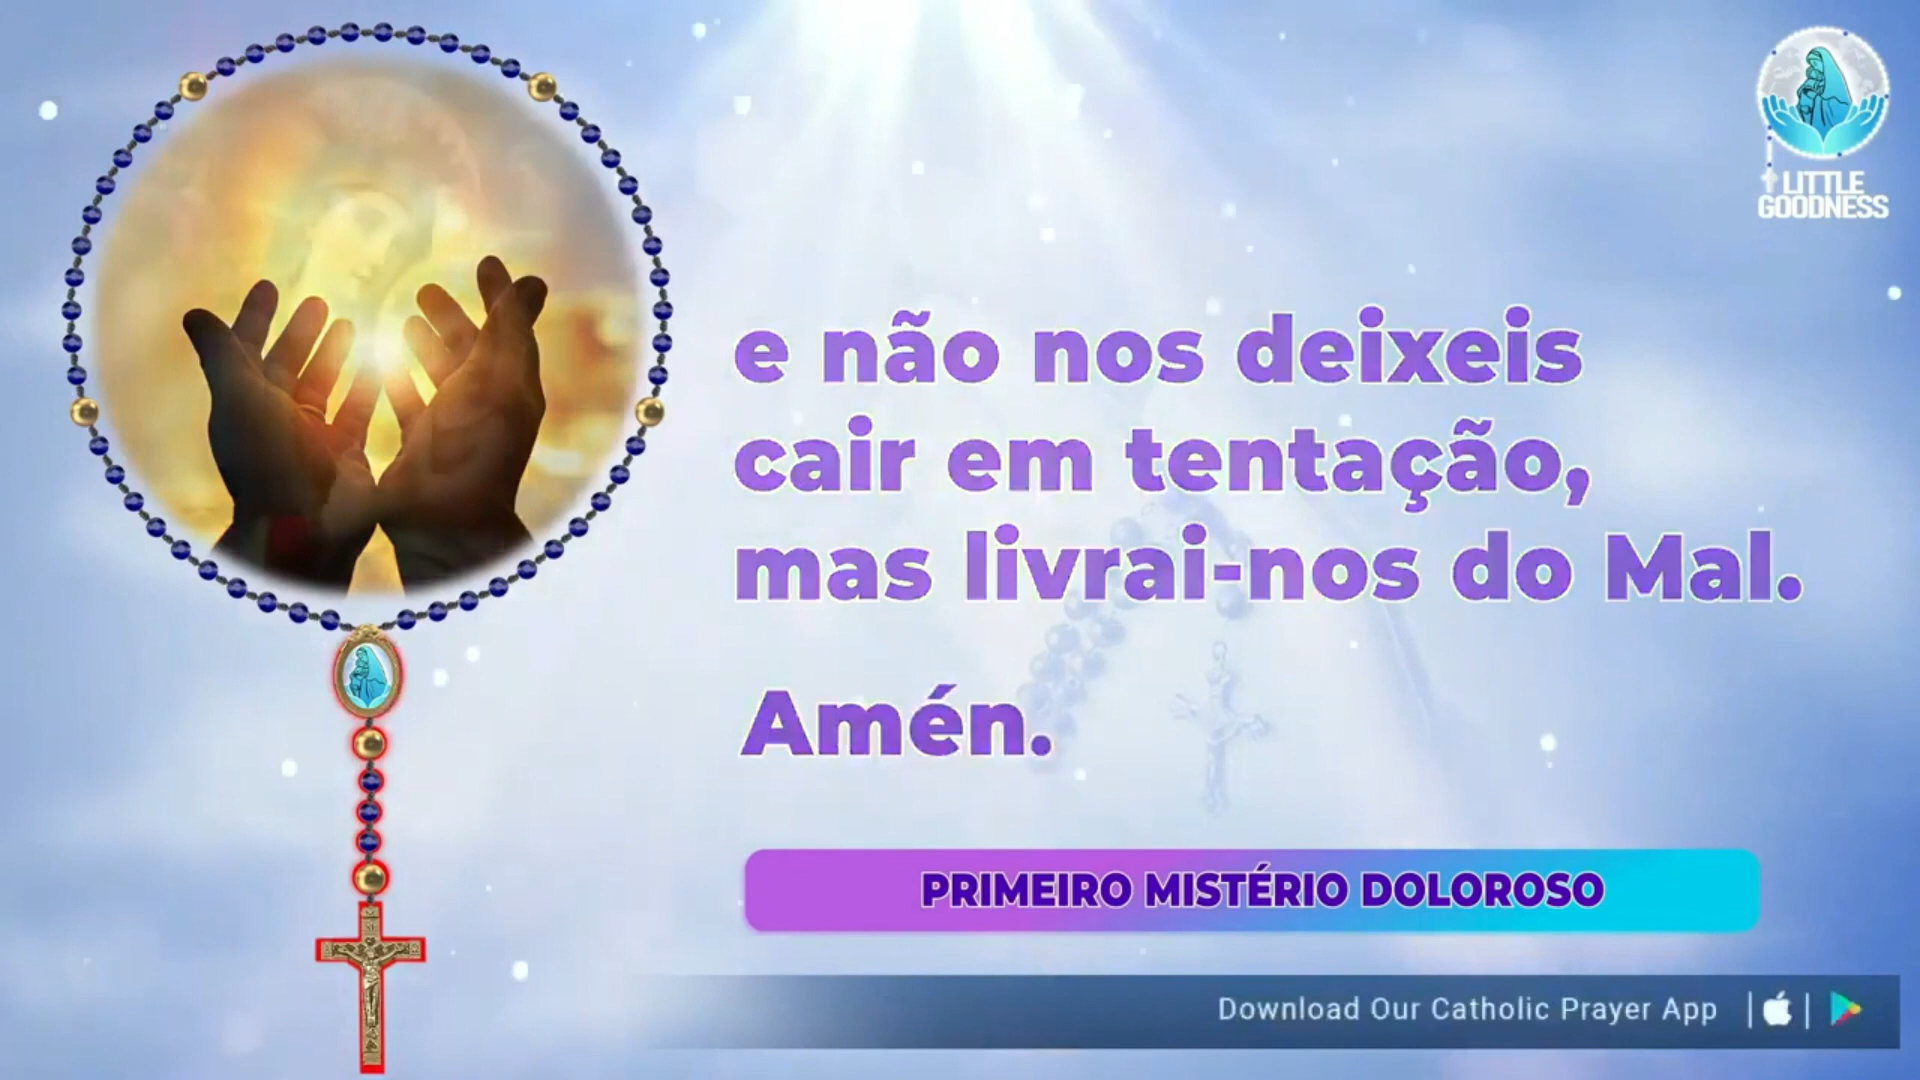 LITTLE
GOODNESS
e não nos deixeis
cair em tentação,
mas livrai-nos do Mal.
Amén.
PRIMEIRO MISTÉRIO DOLOROSO
Download Our Catholic Prayer App